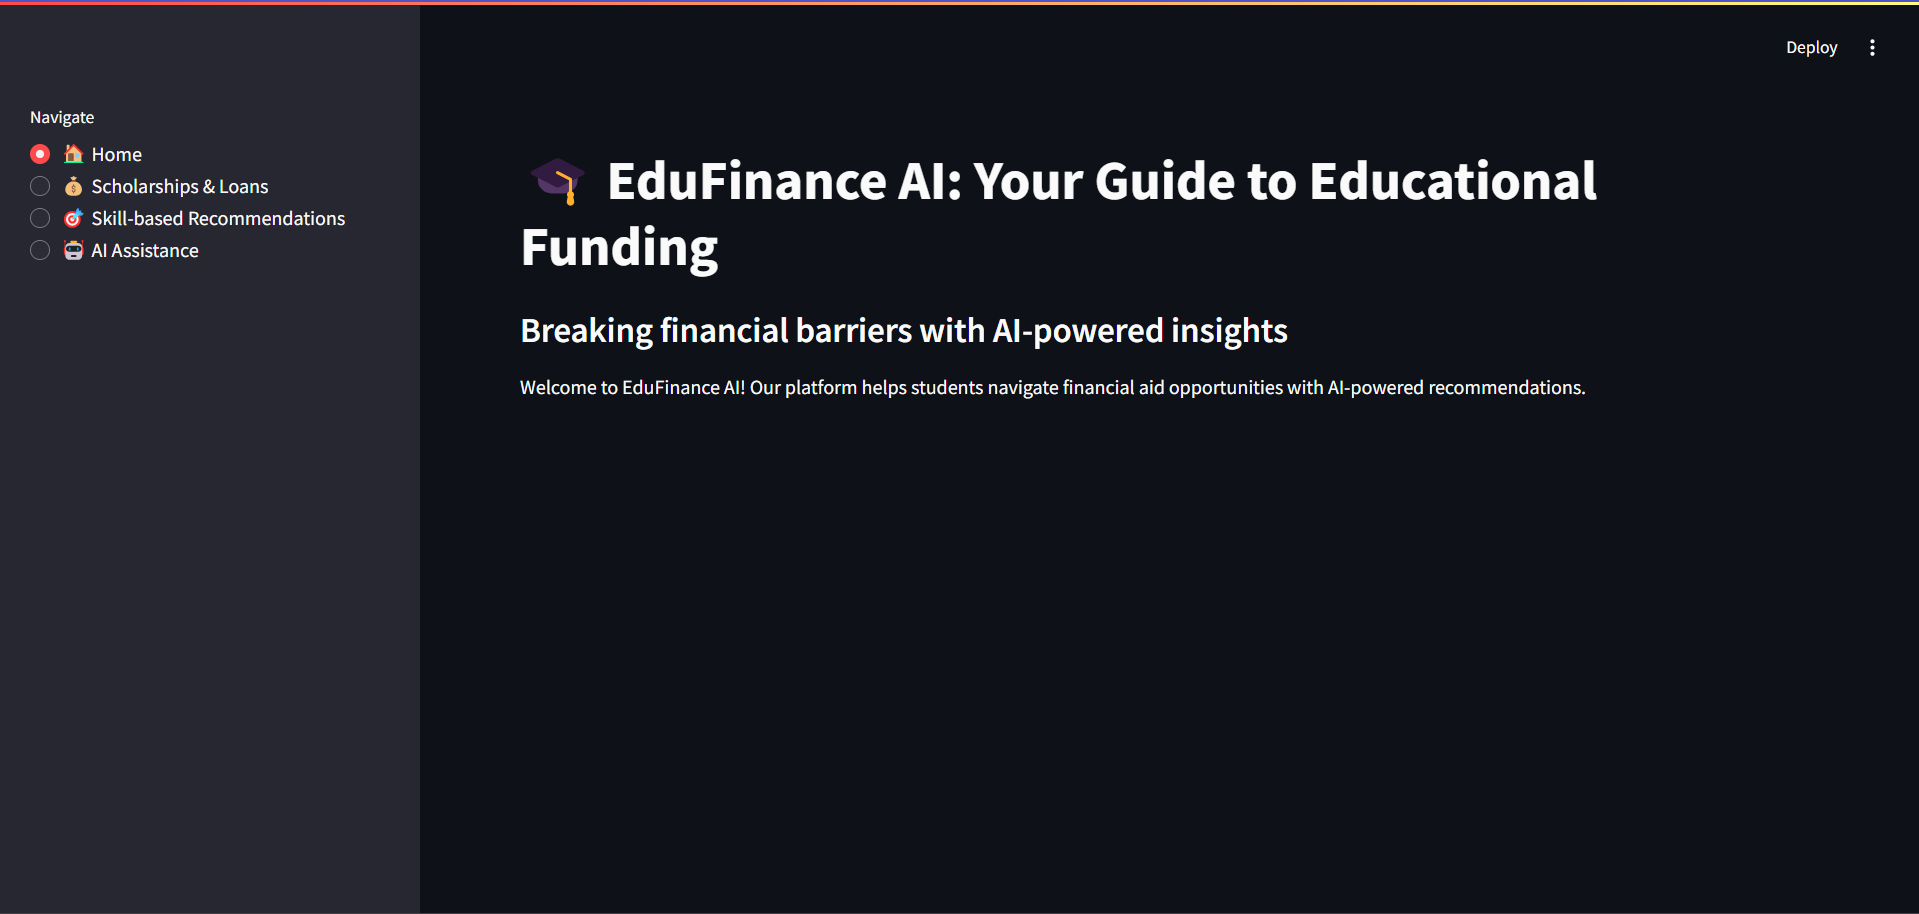 Deploy
Navigate
Home
Scholarships & Loans
Skill-based Recommendations
AI Assistance
EduFinance AI: Your Guide to Educational
Funding
Breaking financial barriers with AI-powered insights
Welcome to EduFinance AI! Our platform helps students navigate financial aid opportunities with AI-powered recommendations.